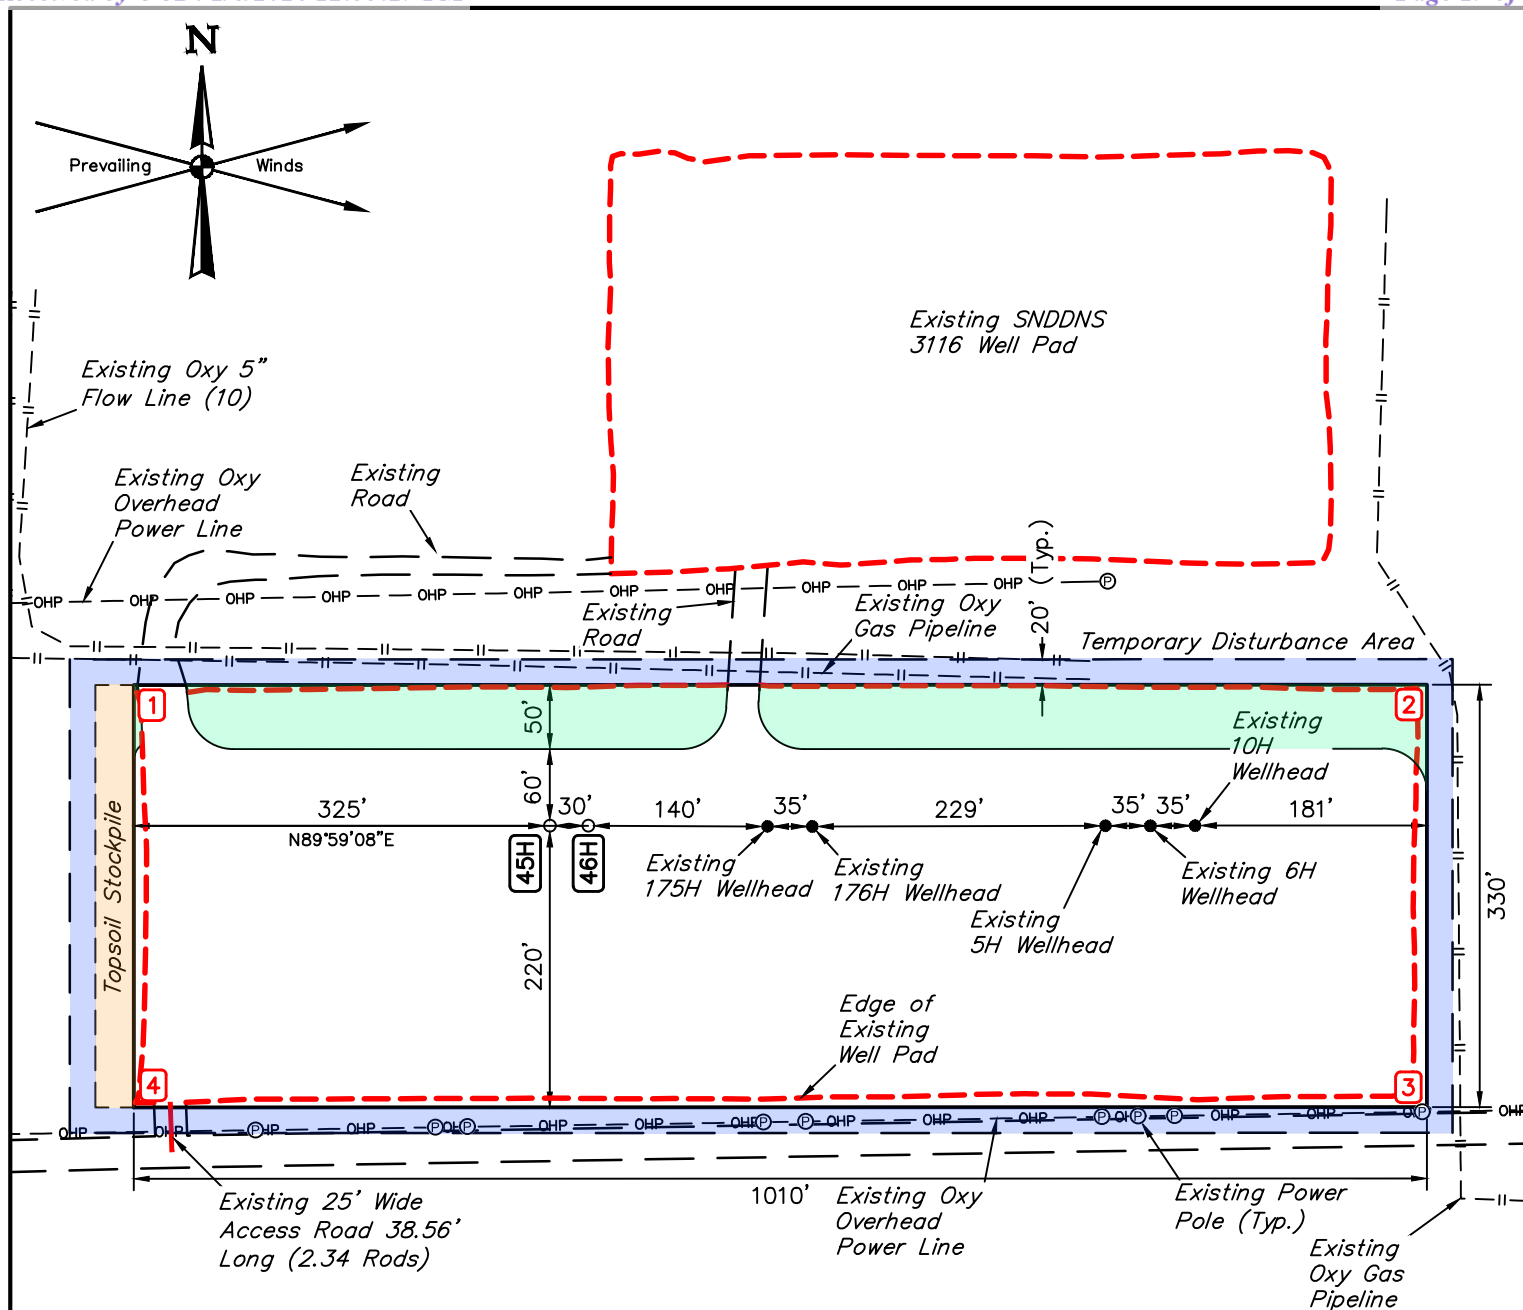 N
Prevailing Winds
Existing SNDDNS
3116 Well Pad
Existing Oxy 5"
Flow Line (10)
Existing Oxy
Overhead
Power Line
Existing
Road
OHP OHP OHP OHP OHP OHP OHP OHP OHP OHP OHP P
20' (Typ.)
Existing
Road
Existing Oxy
Gas Pipeline
Temporary Disturbance Area
1
2
50'
Existing
10H
Wellhead
60'
325'
N89°59'08"E
30'
140'
35'
229'
35'
35'
181'
45H
46H
Existing
175H Wellhead
Existing
176H Wellhead
Existing
5H Wellhead
Existing 6H
Wellhead
330'
Topsoil Stockpile
220'
Edge of
Existing
Well Pad
4
3
OHP OHP P HP OHP P P OHP OHP OHP P P OHP OHP OHP P OH P P OHP OHP P OHP
1010'
Existing 25' Wide
Access Road 38.56'
Long (2.34 Rods)
Existing Oxy
Overhead
Power Line
Existing Power
Pole (Typ.)
Existing
Oxy Gas
Pipeline